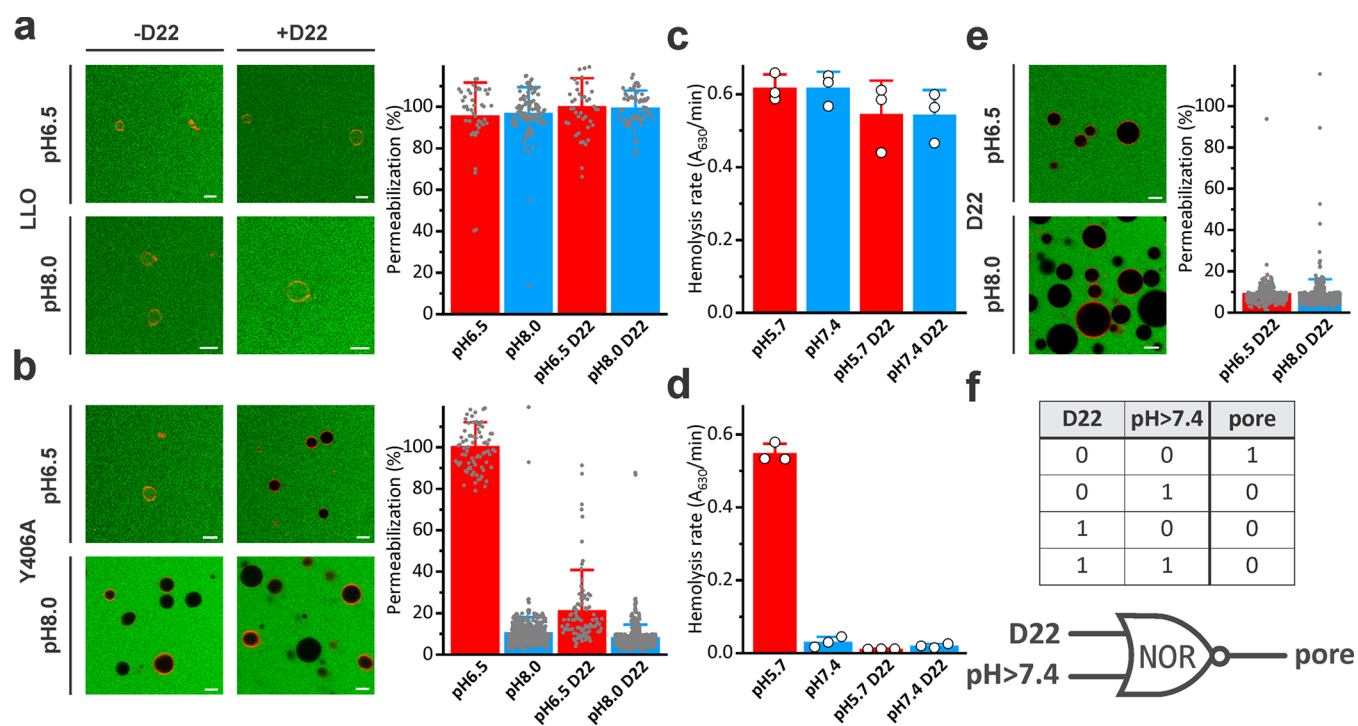 a
-D22
+D22
LLO
pH6.5
pH8.0
Permeabilization (%)
100
80
60
40
20
0
pH6.5
pH8.0
pH6.5 D22
pH8.0 D22
b
Y406A
pH6.5
pH8.0
Permeabilization (%)
100
80
60
40
20
0
pH6.5
pH8.0
pH6.5 D22
pH8.0 D22
c
Hemolysis rate (A630/min)
0.6
0.4
0.2
0.0
pH5.7
pH7.4
pH5.7 D22
pH7.4 D22
d
Hemolysis rate (A630/min)
0.6
0.4
0.2
0.0
pH5.7
pH7.4
pH5.7 D22
pH7.4 D22
e
D22
pH6.5
pH8.0
Permeabilization (%)
100
80
60
40
20
0
pH6.5 D22
pH8.0 D22
f
D22 pH>7.4 pore
0 0 1
0 1 0
1 0 0
1 1 0
D22
pH>7.4
NOR
pore